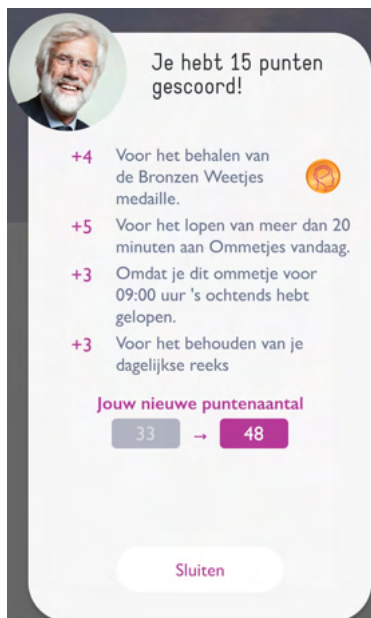 Je hebt 15 punten
gescoord!
+4 Voor het behalen van
de Bronzen Weetjes
medaille.
+5 Voor het lopen van meer dan 20
minuten aan Ommetjes vandaag.
+3 Omdat je dit ommetje voor
09:00 uur 's ochtends hebt
gelopen.
+3 Voor het behouden van je
dagelijkse reeks
Jouw nieuwe puntenaantal
33 → 48
Sluiten